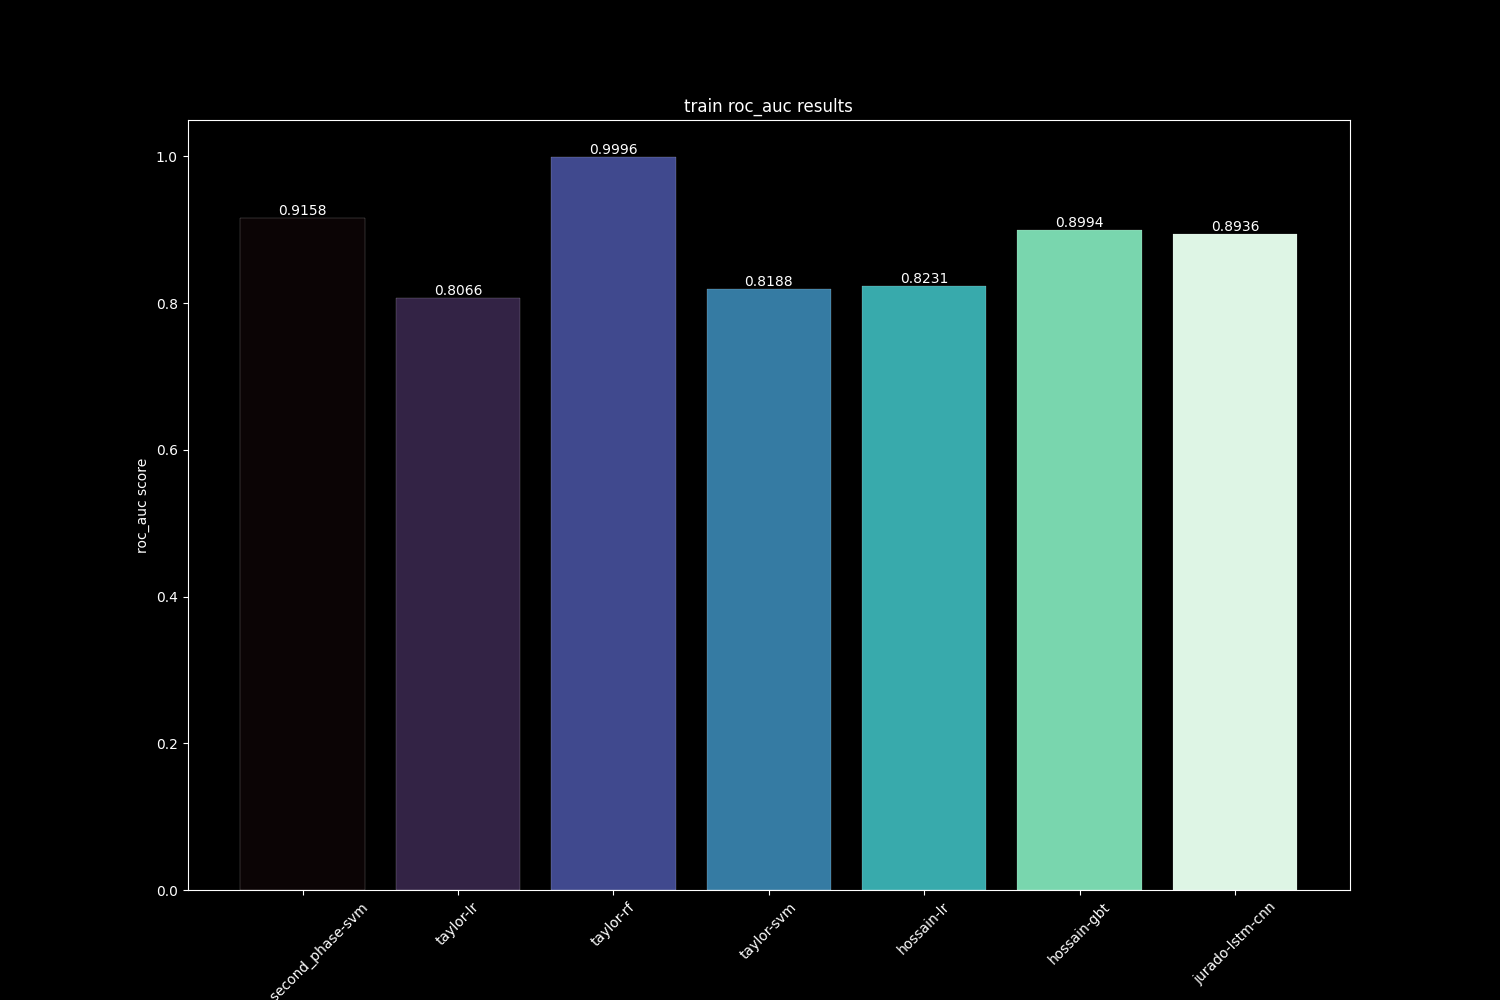 train roc_auc results
roc_auc score
1.0
0.8
0.6
0.4
0.2
0.0
0.9158
0.8066
0.9996
0.8188
0.8231
0.8994
0.8936
second_phase-svm
taylor-lr
taylor-rf
taylor-svm
hossain-lr
hossain-gbt
jurado-lstm-cnn